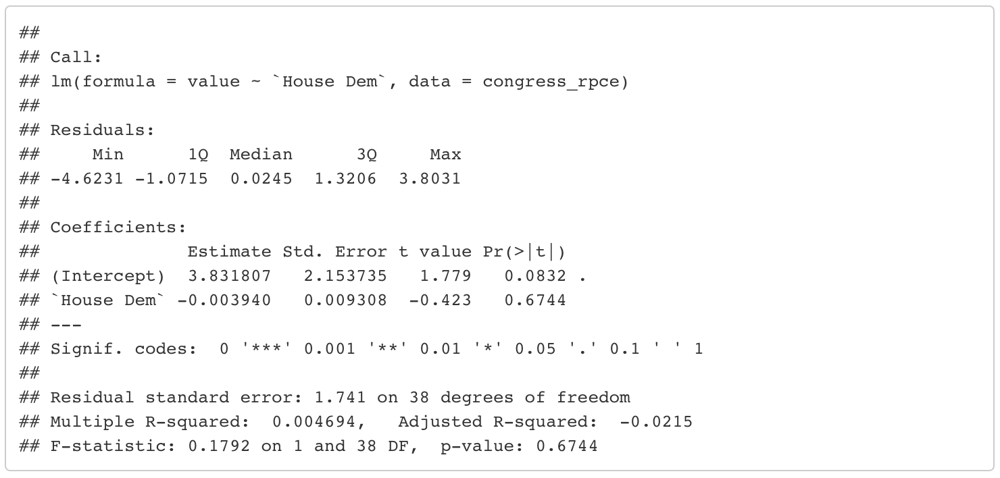 ##
## Call:
## lm(formula = value ~ `House Dem`, data = congress_rpce)
##
## Residuals:
##     Min      1Q  Median      3Q     Max
## -4.6231 -1.0715  0.0245  1.3206  3.8031
##
## Coefficients:
##              Estimate Std. Error t value Pr(>|t|)
## (Intercept)  3.831807   2.153735   1.779   0.0832 .
## `House Dem` -0.003940   0.009308  -0.423   0.6744
## ---
## Signif. codes:  0 '***' 0.001 '**' 0.01 '*' 0.05 '.' 0.1 ' ' 1
##
## Residual standard error: 1.741 on 38 degrees of freedom
## Multiple R-squared:  0.004694,   Adjusted R-squared:  -0.0215
## F-statistic: 0.1792 on 1 and 38 DF,  p-value: 0.6744